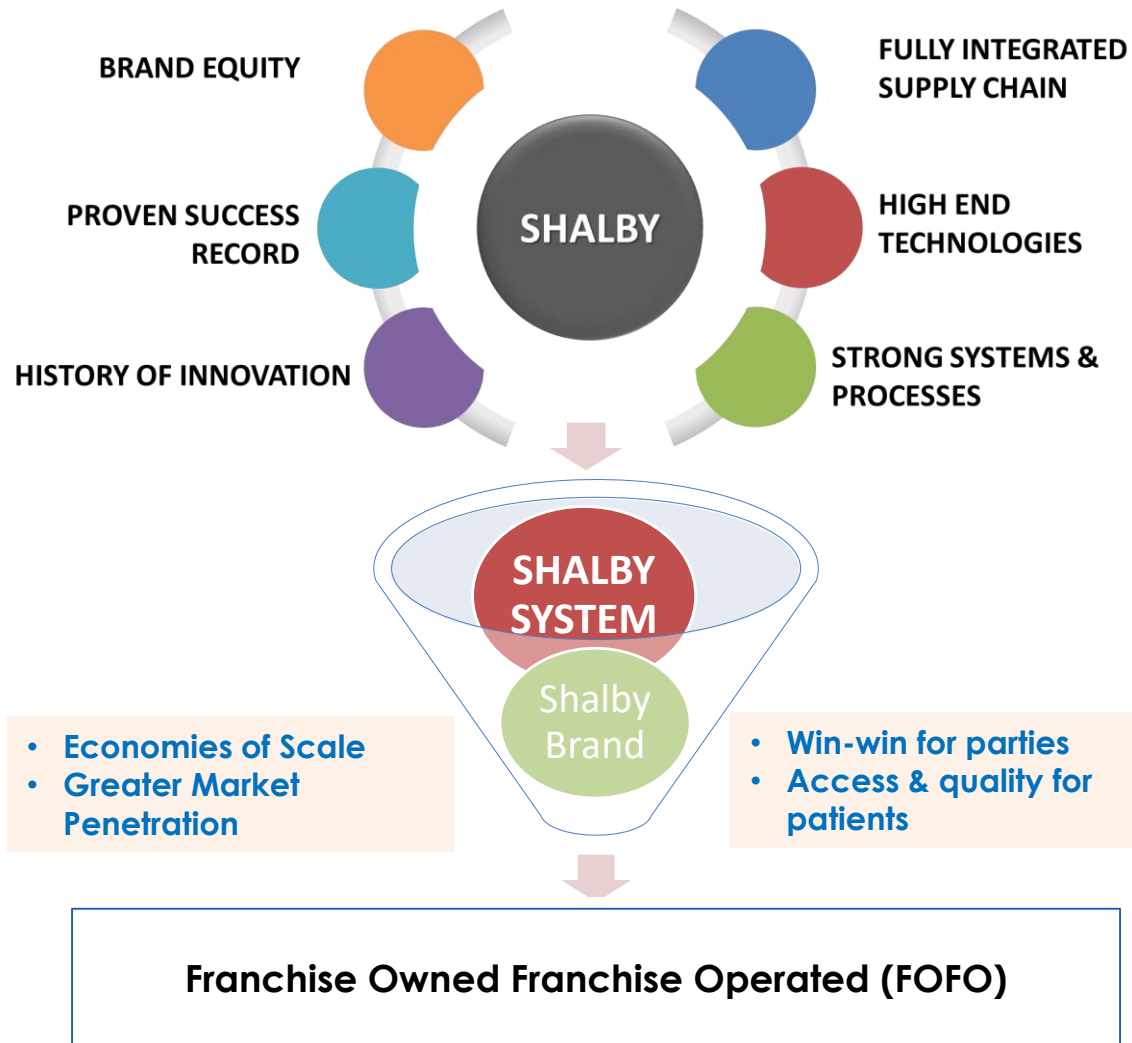 BRAND EQUITY
PROVEN SUCCESS
RECORD
HISTORY OF INNOVATION
SHALBY
FULLY INTEGRATED
SUPPLY CHAIN
HIGH END
TECHNOLOGIES
STRONG SYSTEMS &
PROCESSES
SHALBY
SYSTEM
Shalby
Brand
• Economies of Scale
• Greater Market
Penetration
• Win-win for parties
• Access & quality for
patients
Franchise Owned Franchise Operated (FOFO)